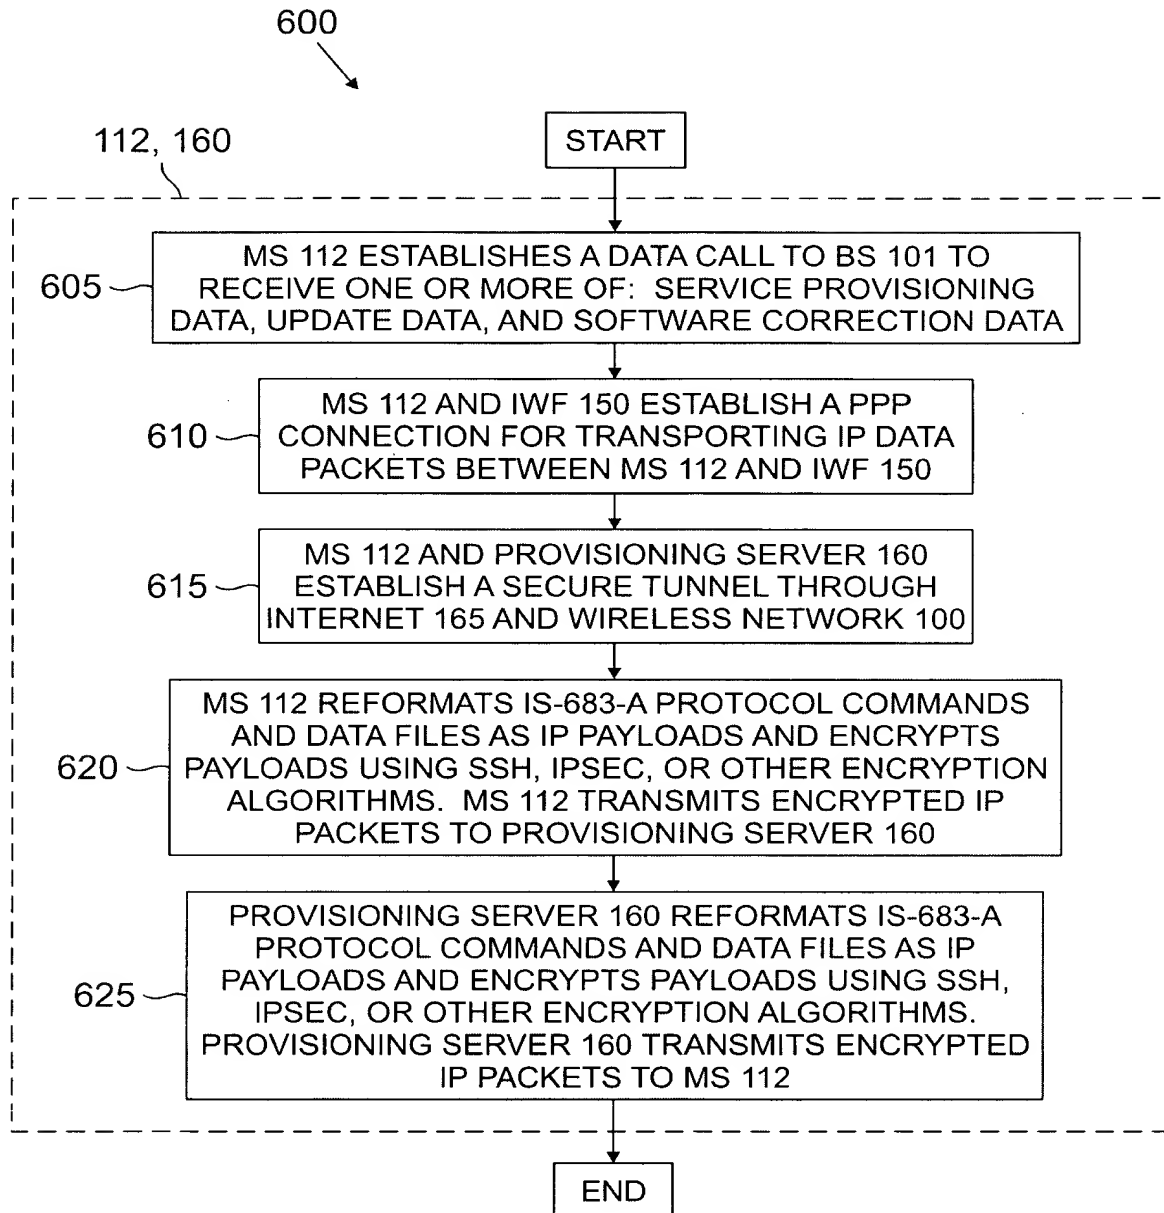 600
112, 160
START
605
MS 112 ESTABLISHES A DATA CALL TO BS 101 TO
RECEIVE ONE OR MORE OF: SERVICE PROVISIONING
DATA, UPDATE DATA, AND SOFTWARE CORRECTION DATA
610
MS 112 AND IWF 150 ESTABLISH A PPP
CONNECTION FOR TRANSPORTING IP DATA
PACKETS BETWEEN MS 112 AND IWF 150
615
MS 112 AND PROVISIONING SERVER 160
ESTABLISH A SECURE TUNNEL THROUGH
INTERNET 165 AND WIRELESS NETWORK 100
620
MS 112 REFORMATS IS-683-A PROTOCOL COMMANDS
AND DATA FILES AS IP PAYLOADS AND ENCRYPTS
PAYLOADS USING SSH, IPSEC, OR OTHER ENCRYPTION
ALGORITHMS. MS 112 TRANSMITS ENCRYPTED IP
PACKETS TO PROVISIONING SERVER 160
625
PROVISIONING SERVER 160 REFORMATS IS-683-A
PROTOCOL COMMANDS AND DATA FILES AS IP
PAYLOADS AND ENCRYPTS PAYLOADS USING SSH,
IPSEC, OR OTHER ENCRYPTION ALGORITHMS.
PROVISIONING SERVER 160 TRANSMITS ENCRYPTED
IP PACKETS TO MS 112
END